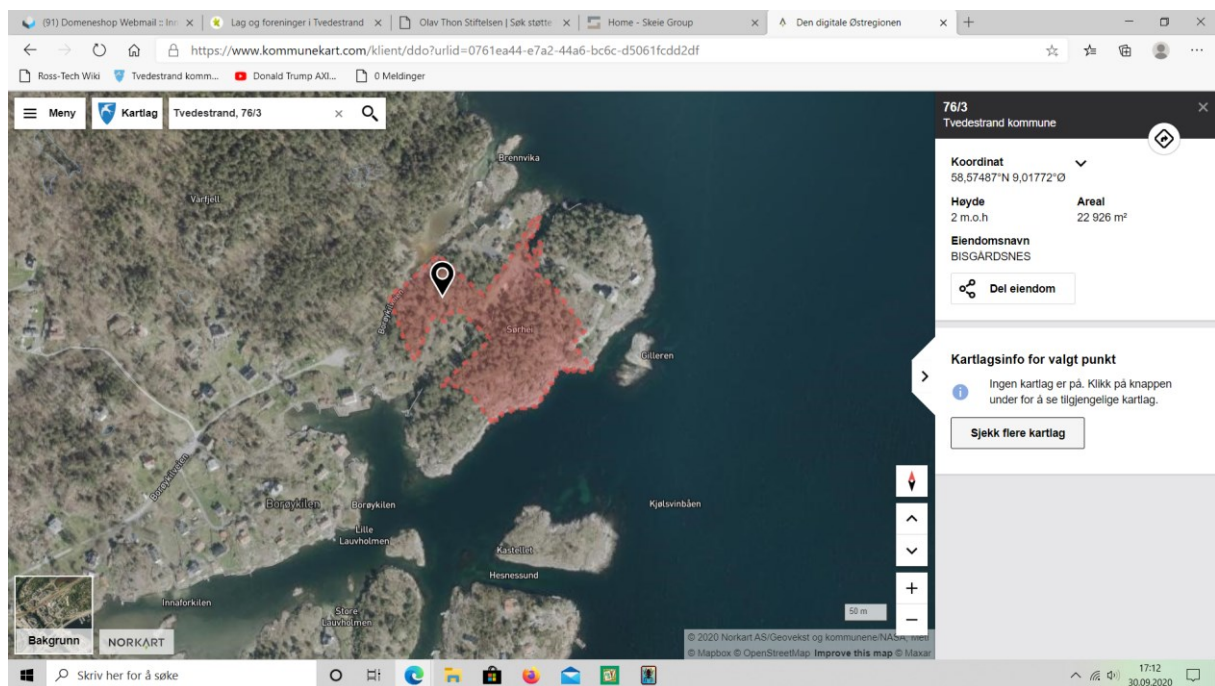 (91) Domeneshop Webmail :: Inn
Lag og foreninger i Tvedestrand
Olav Thon Stiftelsen | Søk støtte
Home - Skeie Group
Den digitale Østregionen
https://www.kommunekart.com/klient/ddo?urlid=0761ea44-e7a2-44a6-bc6c-d5061fcdd2df
Ross-Tech Wiki
Tvedestrand komm...
Donald Trump AXI...
0 Meldinger
Meny
Kartlag
Tvedestrand, 76/3
76/3
Tvedestrand kommune
Koordinat
58,57487°N 9,01772°Ø
Høyde
Areal
2 m.o.h
22 926 m²
Eiendomsnavn
BISGÅRDSNES
Del eiendom
Kartlagsinfo for valgt punkt
Ingen kartlag er på. Klikk på knappen
under for å se tilgjengelige kartlag.
Sjekk flere kartlag
Brennvika
Vårfjell
Sørhei
Gilleren
Borøykilveien
Borøykilen
Borøykilen
Kjølsvinbåen
Lille
Lauvholmen
Kastellet
Hesnessund
Innaforkilen
Store
Lauvholmen
50 m
Bakgrunn
NORKART
© 2020 Norkart AS/Geovekst og kommunene/NASA, Meti
© Mapbox © OpenStreetMap Improve this map © Maxar
Skriv her for å søke
17:12
30.09.2020